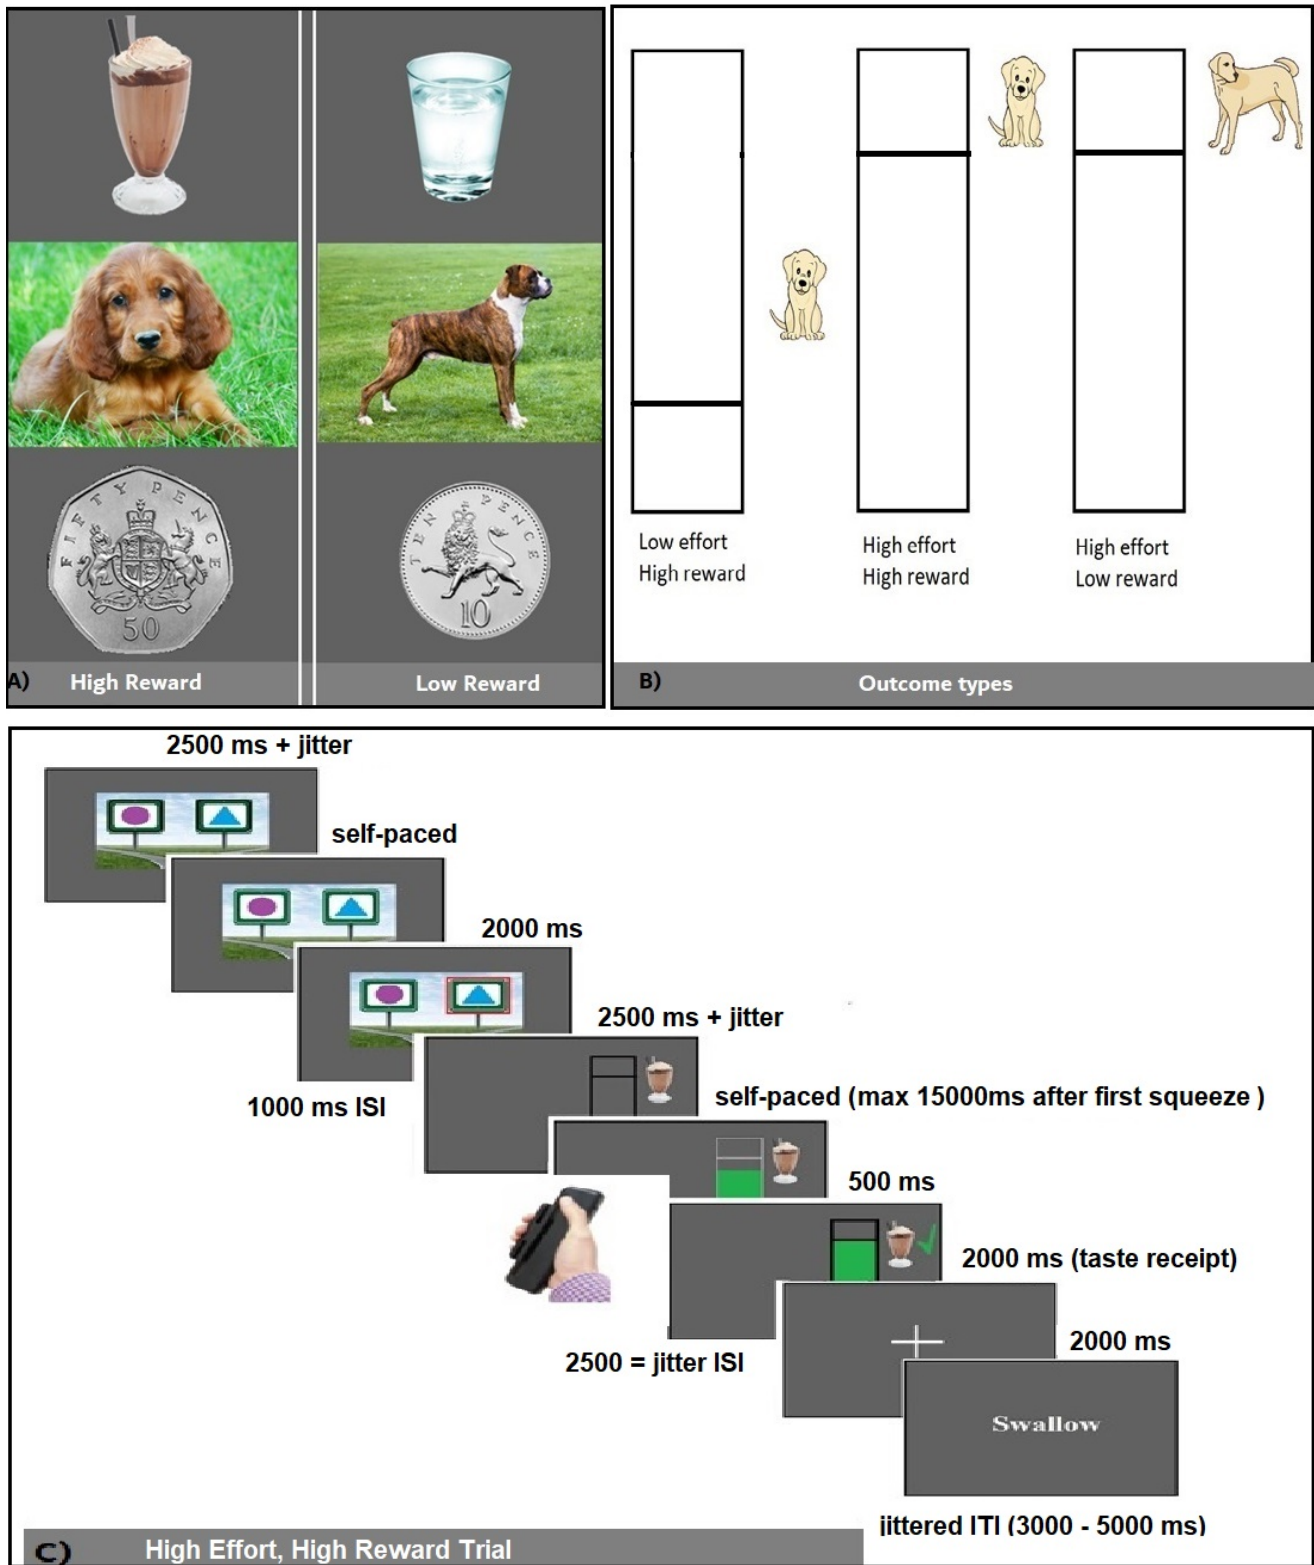 FIFTY PENCE
50
TEN PENCE
10
A) High Reward Low Reward
Low effort
High reward
High effort
High reward
High effort
Low reward
B) Outcome types
2500 ms + jitter
self-paced
2000 ms
2500 ms + jitter
1000 ms ISI
self-paced (max 15000ms after first squeeze )
500 ms
2000 ms (taste receipt)
2500 = jitter ISI
2000 ms
Swallow
jittered ITI (3000 - 5000 ms)
C) High Effort, High Reward Trial